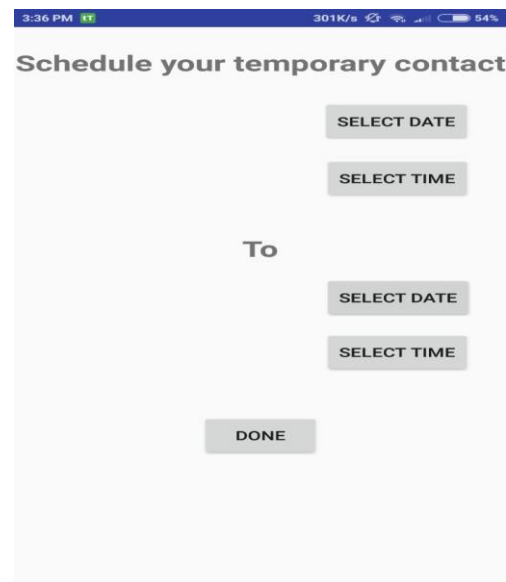 3:36 PM tT 301K/s 54%
Schedule your temporary contact
SELECT DATE
SELECT TIME
To
SELECT DATE
SELECT TIME
DONE